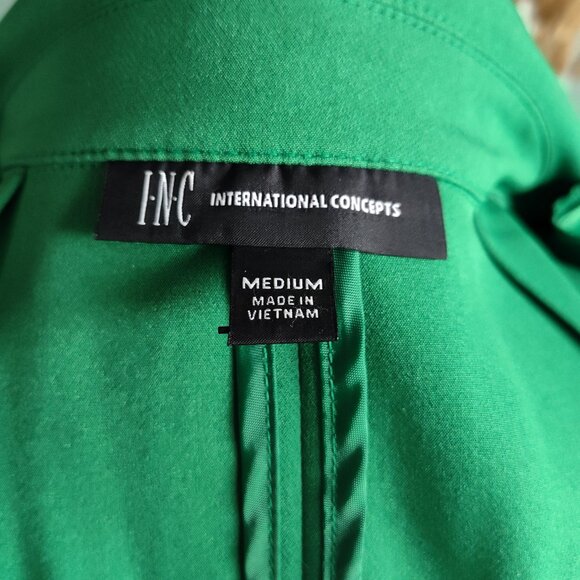 I·N·C INTERNATIONAL CONCEPTS
MEDIUM
MADE IN
VIETNAM